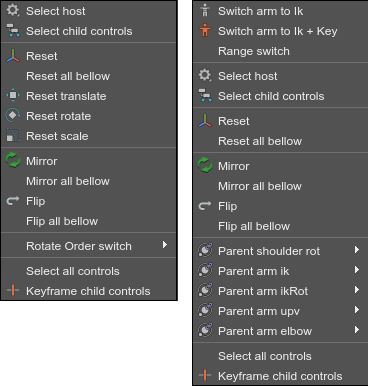 Select host
Select child controls
Reset
Reset all bellow
Reset translate
Reset rotate
Reset scale
Mirror
Mirror all bellow
Flip
Flip all bellow
Rotate Order switch
Select all controls
Keyframe child controls
Switch arm to Ik
Switch arm to Ik + Key
Range switch
Select host
Select child controls
Reset
Reset all bellow
Mirror
Mirror all bellow
Flip
Flip all bellow
Parent shoulder rot
Parent arm ik
Parent arm ikRot
Parent arm upv
Parent arm elbow
Select all controls
Keyframe child controls